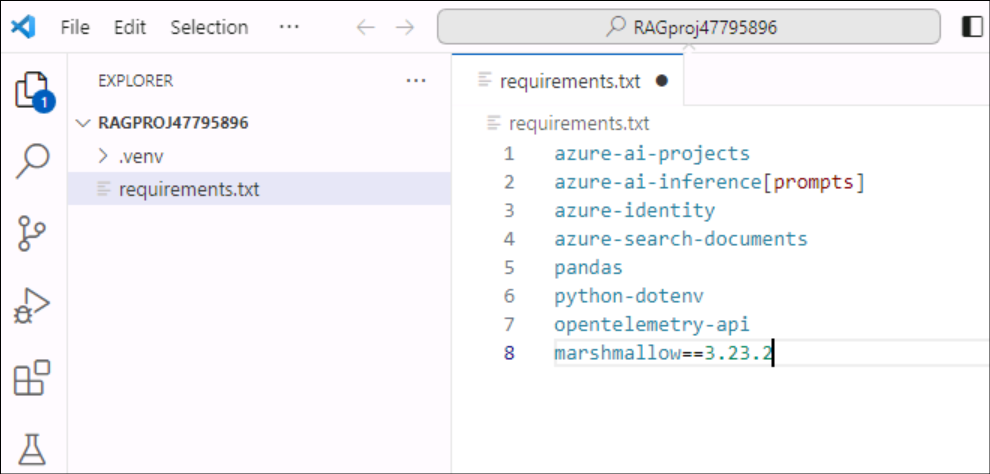 File Edit Selection ··· RAGproj47795896
EXPLORER ···
RAGPROJ47795896
.venv
requirements.txt
1
requirements.txt
requirements.txt
1 azure-ai-projects
2 azure-ai-inference[prompts]
3 azure-identity
4 azure-search-documents
5 pandas
6 python-dotenv
7 opentelemetry-api
8 marshmallow==3.23.2